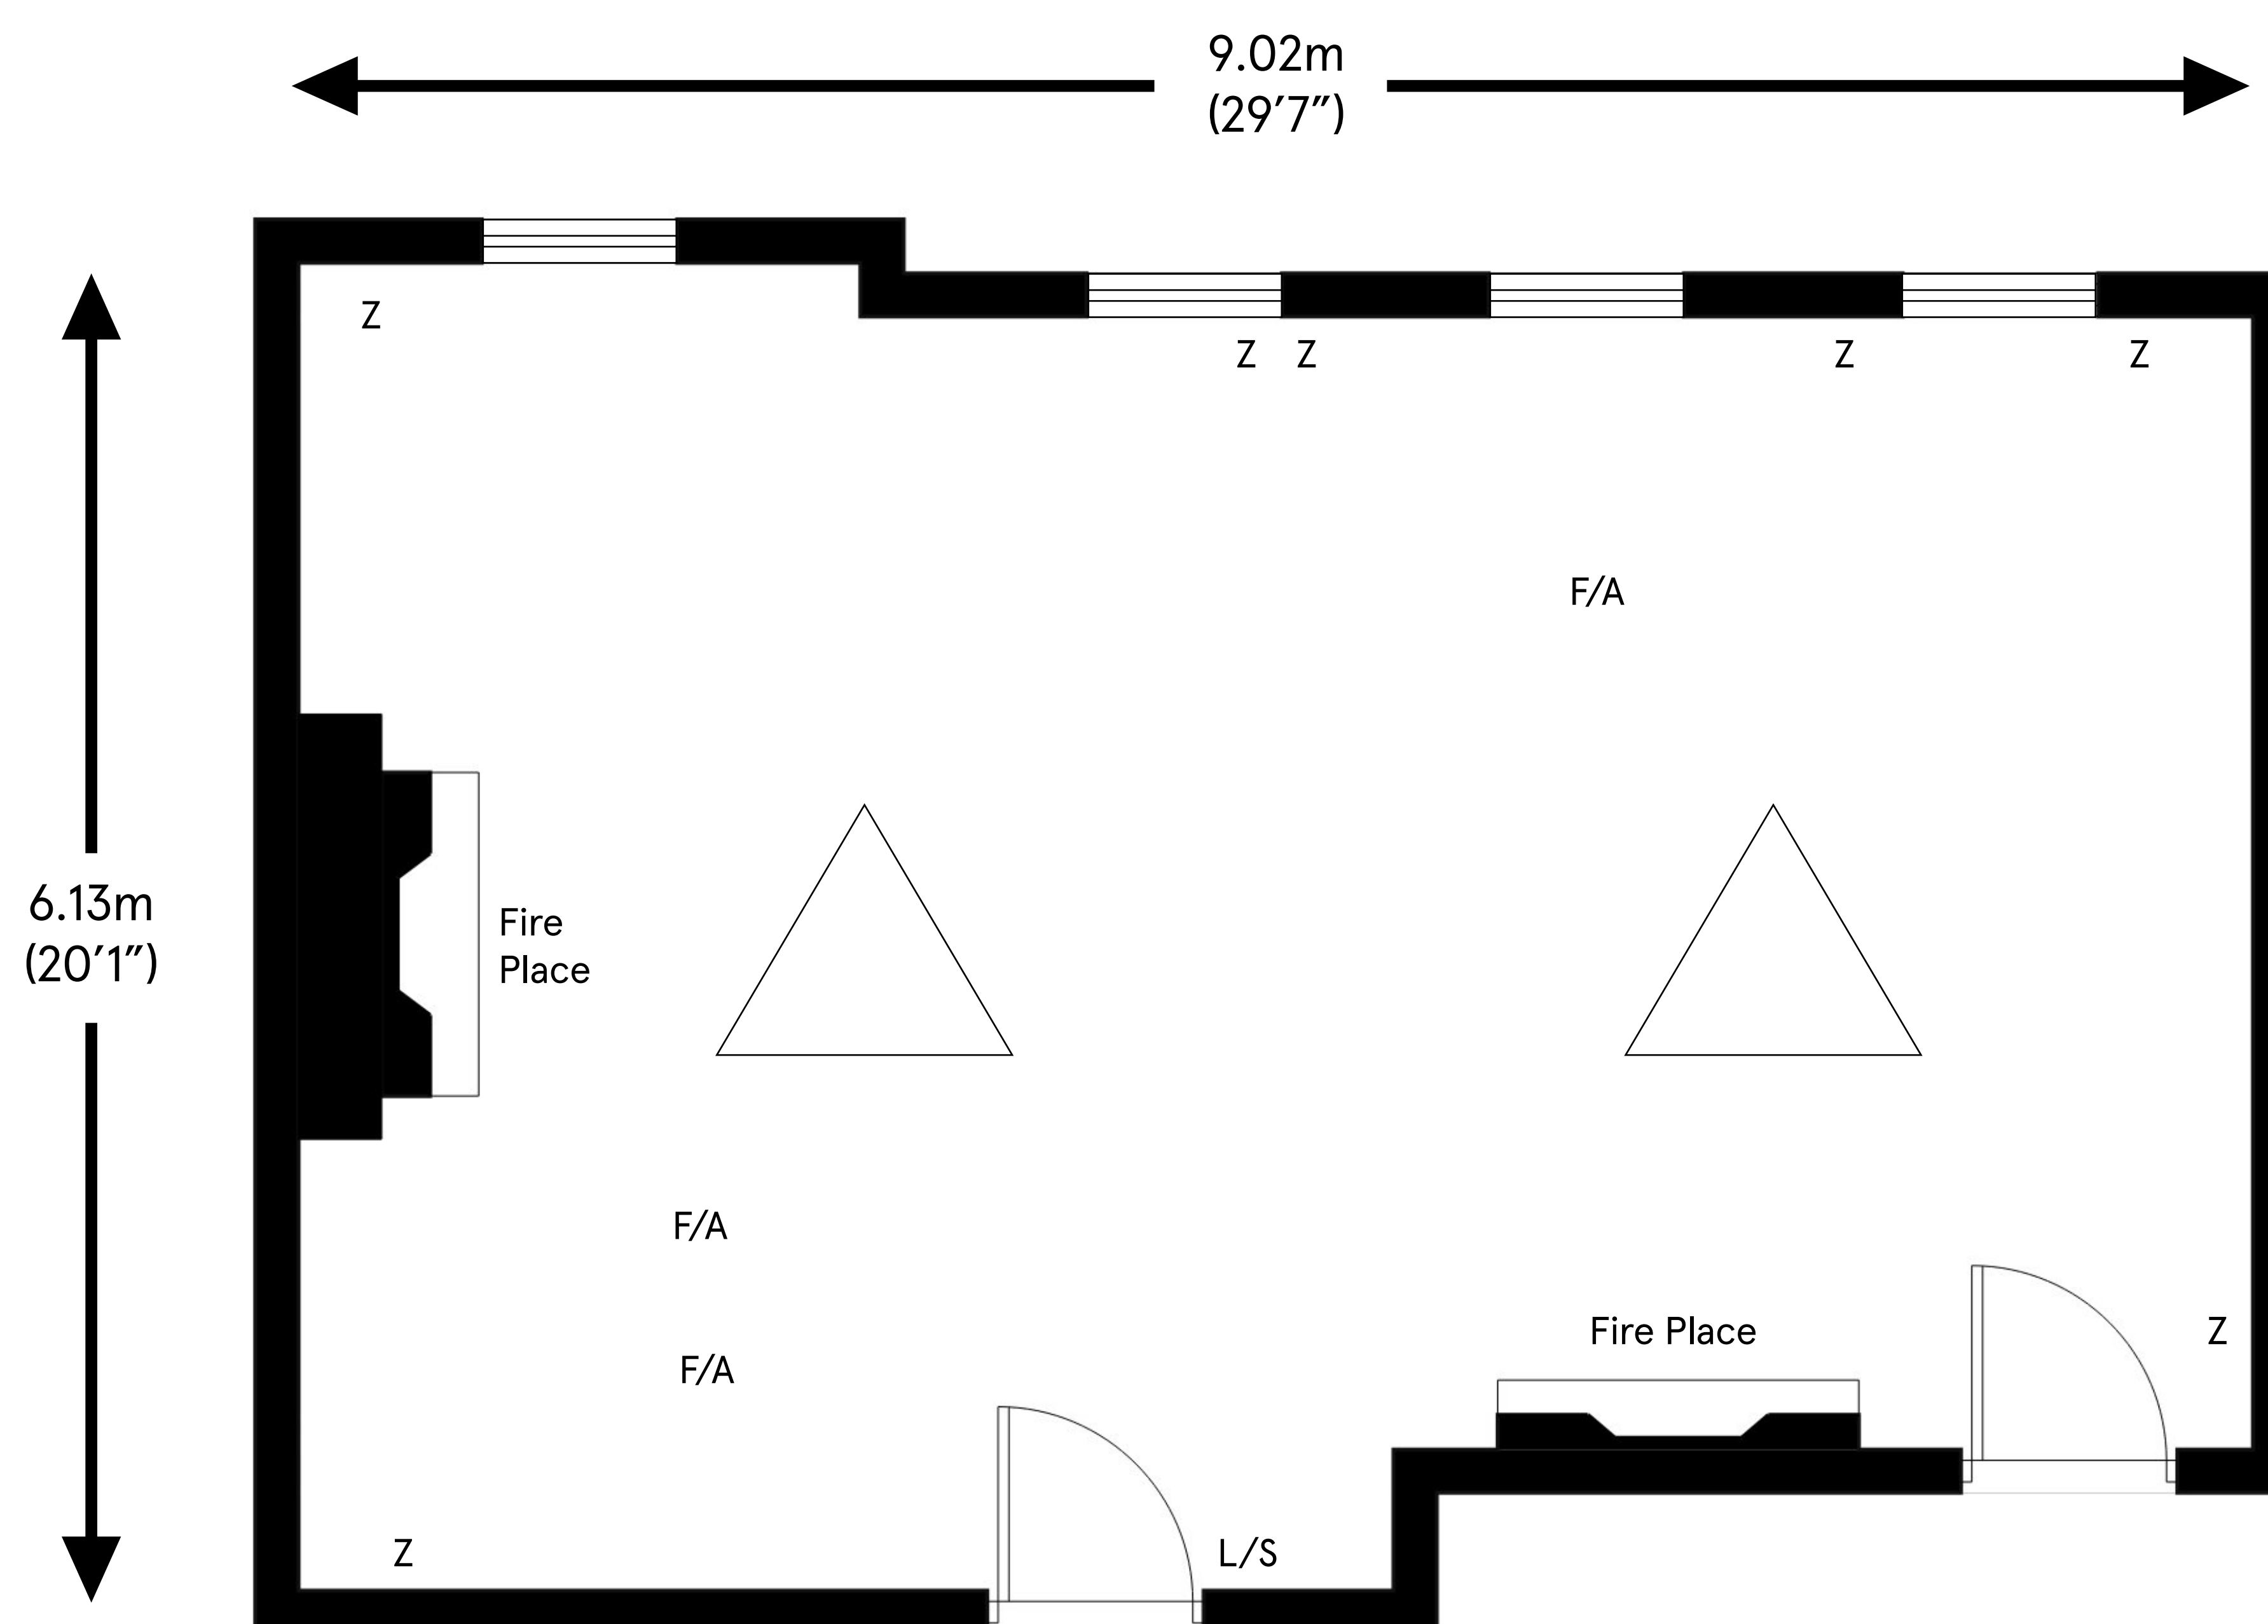 9.02m
(29’7”)
Z
Z Z Z Z
F/A
6.13m
(20’1”)
Fire
Place
F/A
Fire Place
Z
F/A
Z
L/S